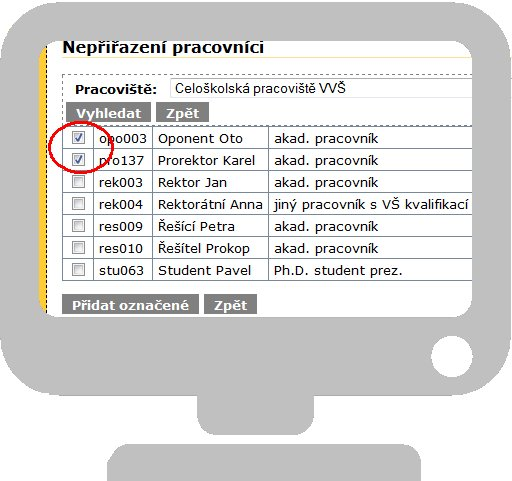 Nepřiřazení pracovníci
Pracoviště: Celoškolská pracoviště VVŠ
Vyhledat Zpět
opo003 Oponent Oto akad. pracovník
pro137 Prorektor Karel akad. pracovník
rek003 Rektor Jan akad. pracovník
rek004 Rektorátní Anna jiný pracovník s VŠ kvalifikací
res009 Řešící Petra akad. pracovník
res010 Řešítel Prokop akad. pracovník
stu063 Student Pavel Ph.D. student prez.
Přidat označené Zpět